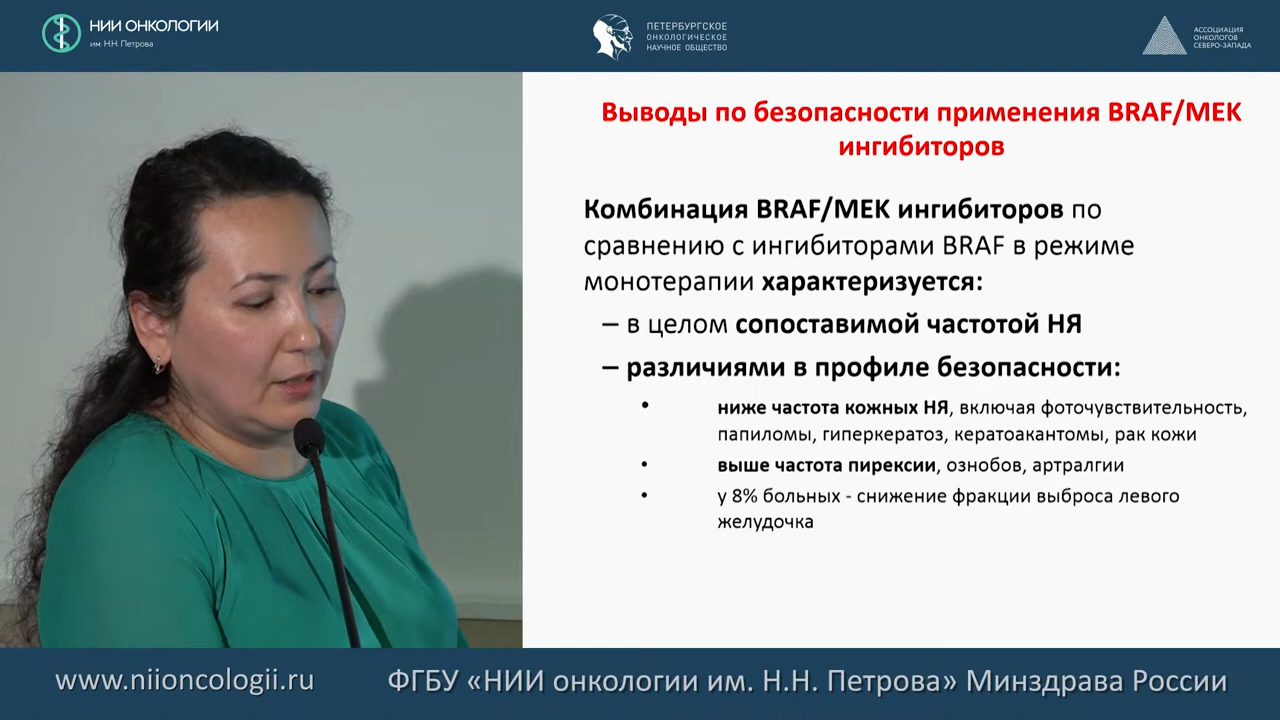 НИИ ОНКОЛОГИИ
им. Н.Н. Петрова
ПЕТЕРБУРГСКОЕ
ОНКОЛОГИЧЕСКОЕ
НАУЧНОЕ ОБЩЕСТВО
АССОЦИАЦИЯ
ОНКОЛОГОВ
СЕВЕРО-ЗАПАДА
Выводы по безопасности применения BRAF/MEK
ингибиторов
Комбинация BRAF/MEK ингибиторов по
сравнению с ингибиторами BRAF в режиме
монотерапии характеризуется:
– в целом сопоставимой частотой НЯ
– различиями в профиле безопасности:
• ниже частота кожных НЯ, включая фоточувствительность,
папиломы, гиперкератоз, кератоакантомы, рак кожи
• выше частота пирексии, ознобов, артралгии
• у 8% больных - снижение фракции выброса левого
желудочка
www.niioncologii.ru
ФГБУ «НИИ онкологии им. Н.Н. Петрова» Минздрава России